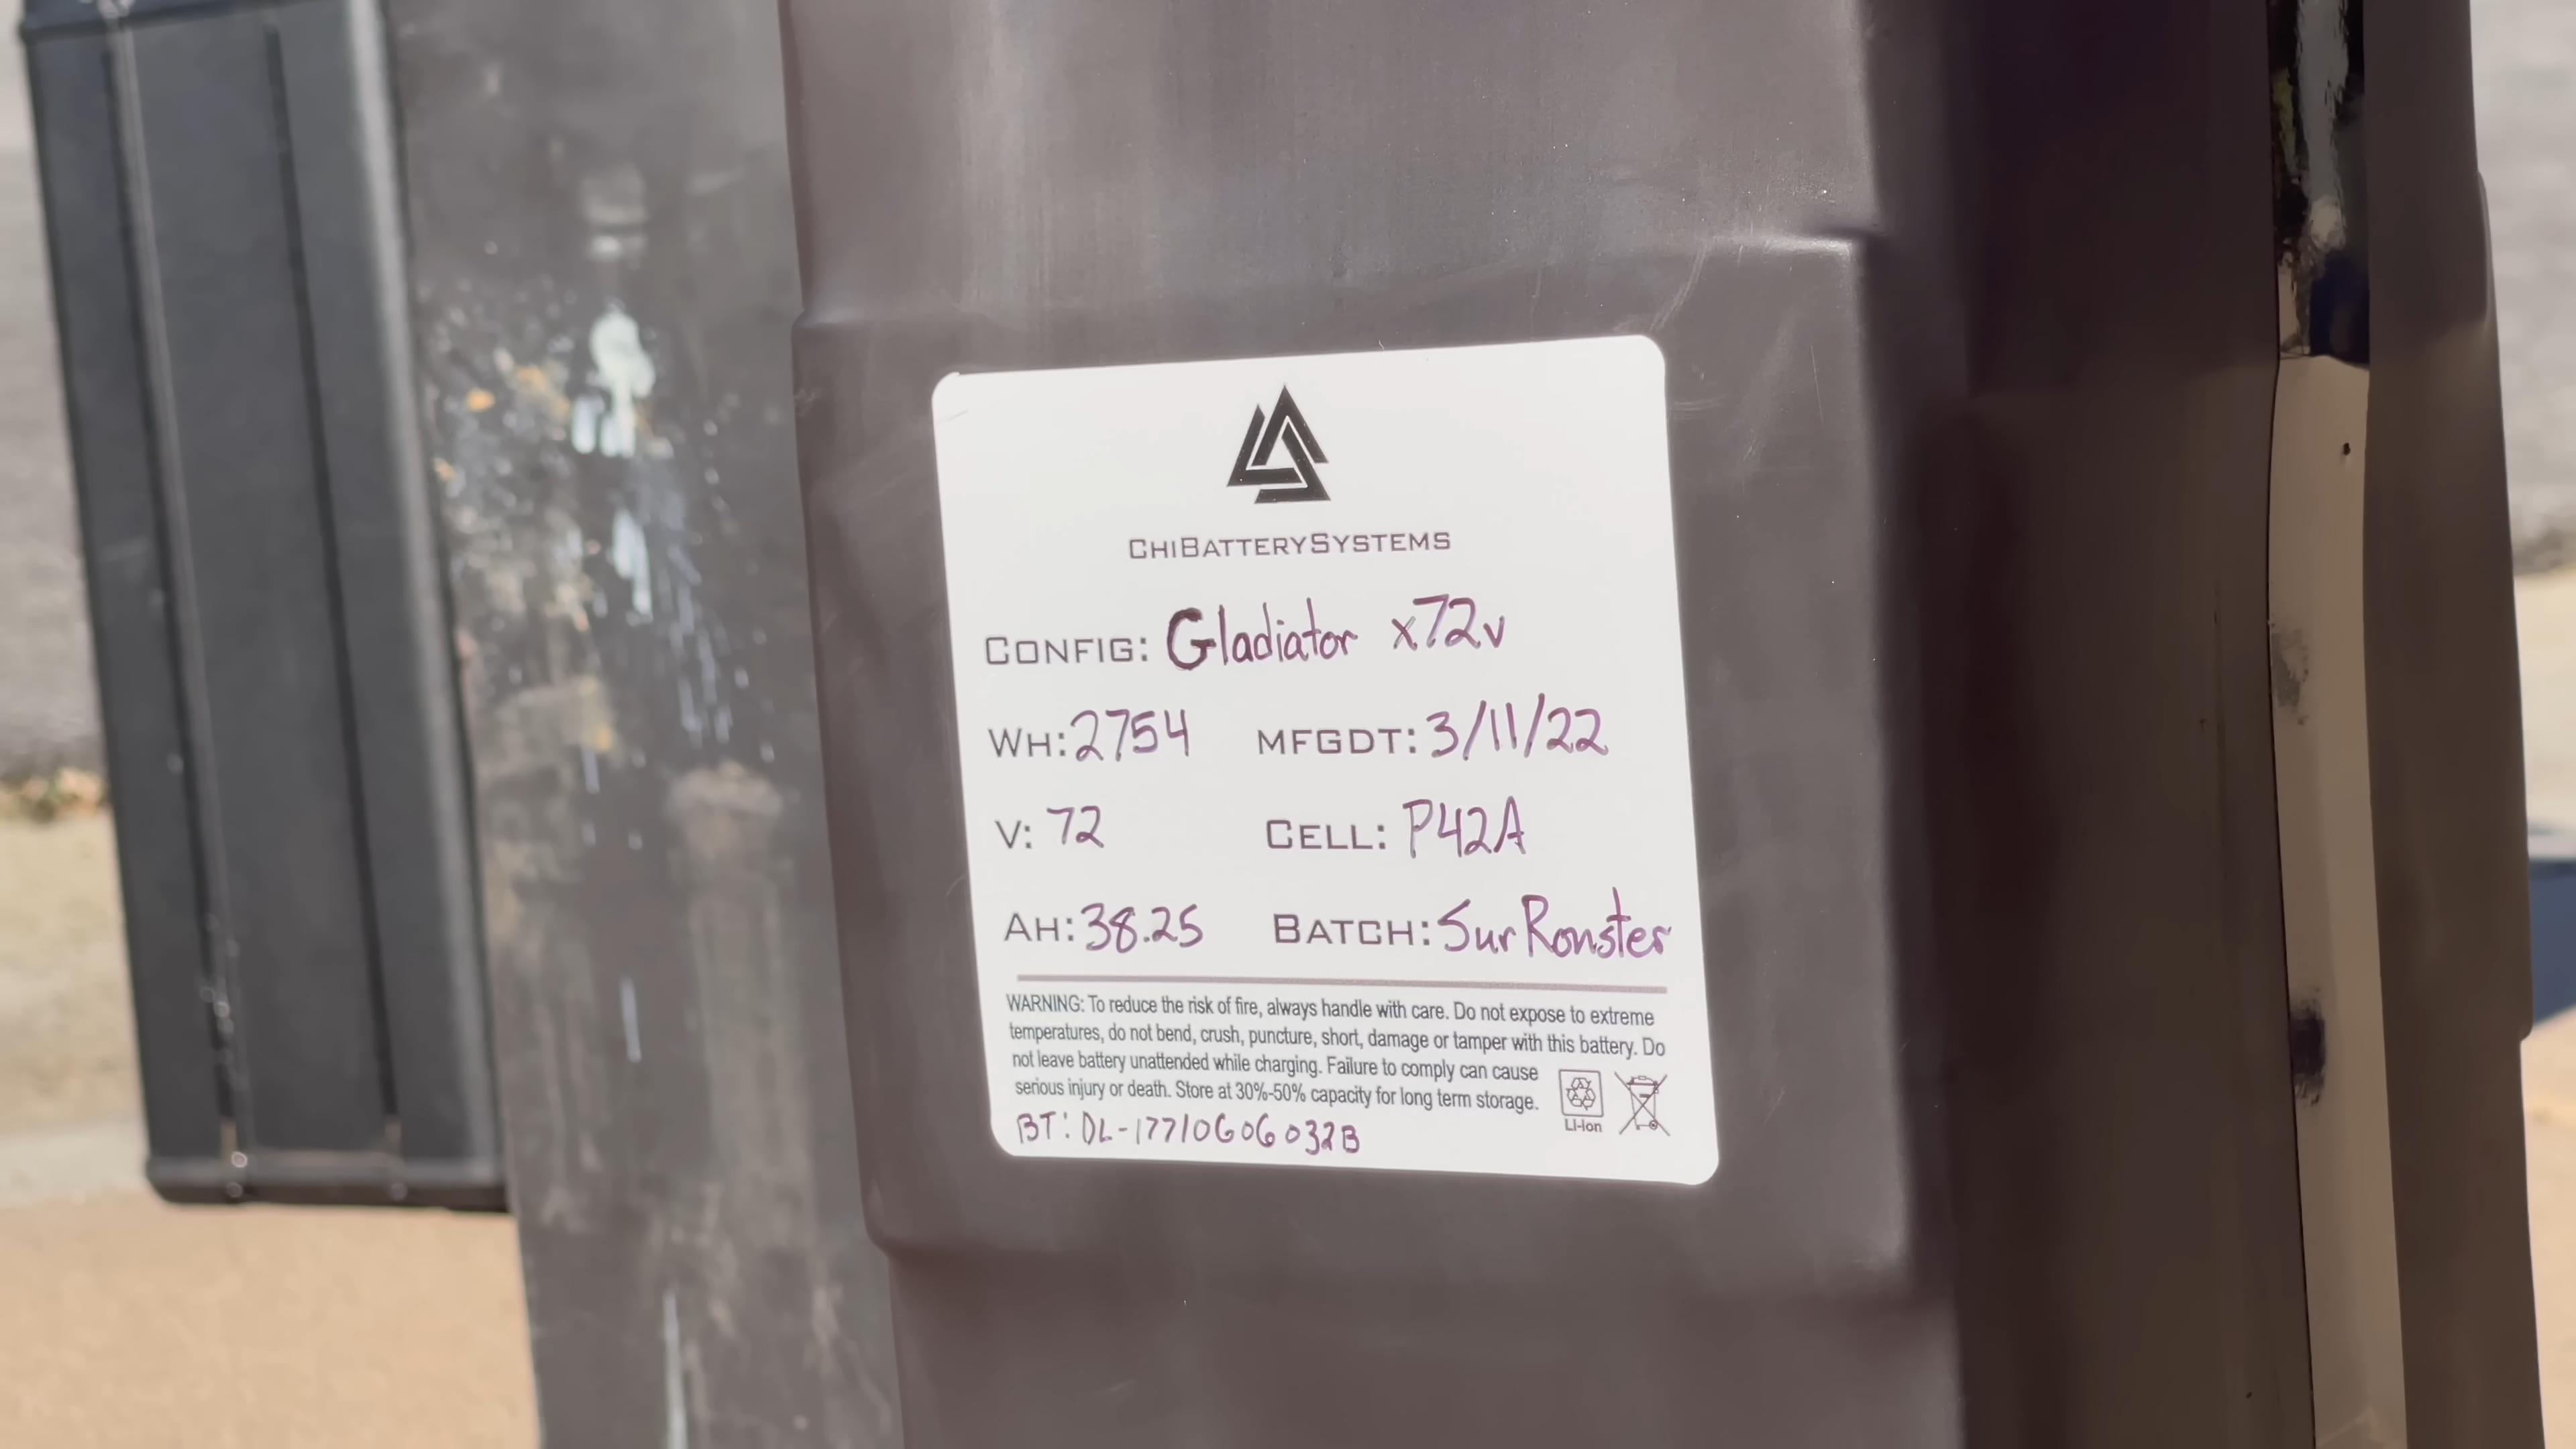 ChiBatterySystems
Config: Gladiator x72v
Wh: 2754 MFGDT: 3/11/22
V: 72 Cell: P42A
Ah: 38.25 Batch: Sur Ronster
WARNING: To reduce the risk of fire, always handle with care. Do not expose to extreme
temperatures, do not bend, crush, puncture, short, damage or tamper with this battery. Do
not leave battery unattended while charging. Failure to comply can cause
serious injury or death. Store at 30%-50% capacity for long term storage.
Li-Ion
BT: DL-17710G06032B